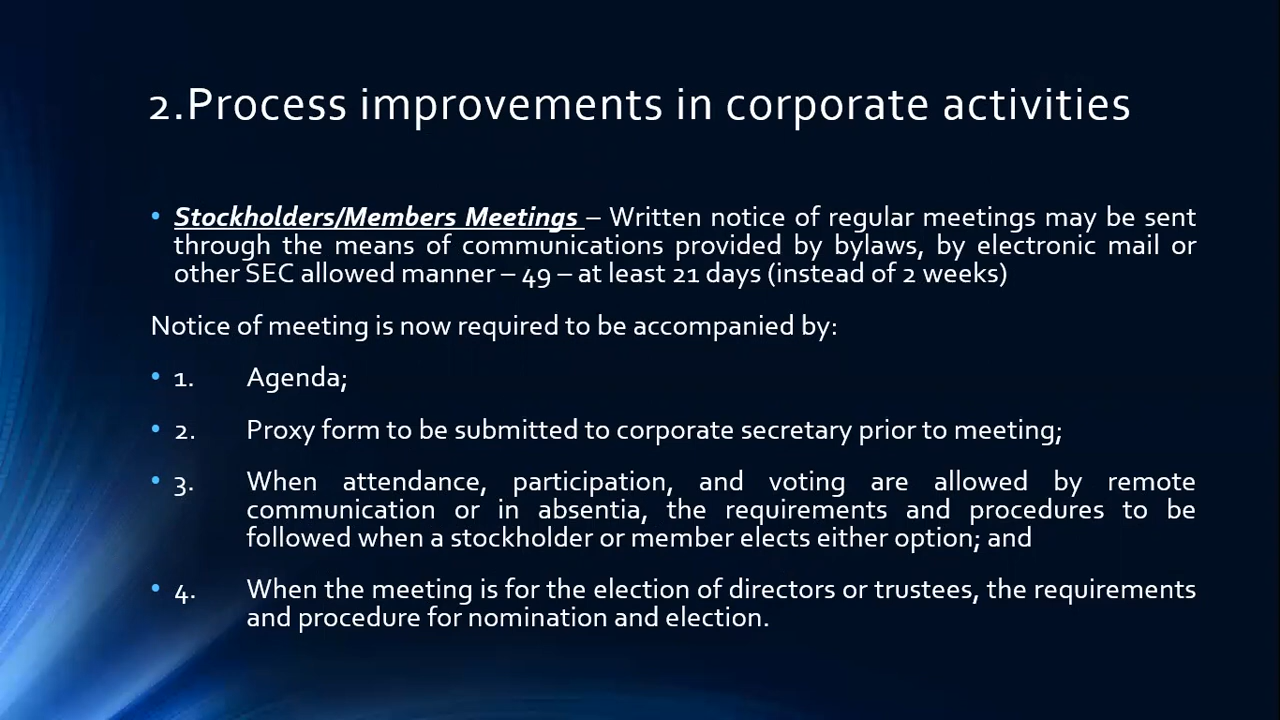 2.Process improvements in corporate activities
• Stockholders/Members Meetings – Written notice of regular meetings may be sent
through the means of communications provided by bylaws, by electronic mail or
other SEC allowed manner – 49 – at least 21 days (instead of 2 weeks)
Notice of meeting is now required to be accompanied by:
• 1. Agenda;
• 2. Proxy form to be submitted to corporate secretary prior to meeting;
• 3. When attendance, participation, and voting are allowed by remote
communication or in absentia, the requirements and procedures to be
followed when a stockholder or member elects either option; and
• 4. When the meeting is for the election of directors or trustees, the requirements
and procedure for nomination and election.